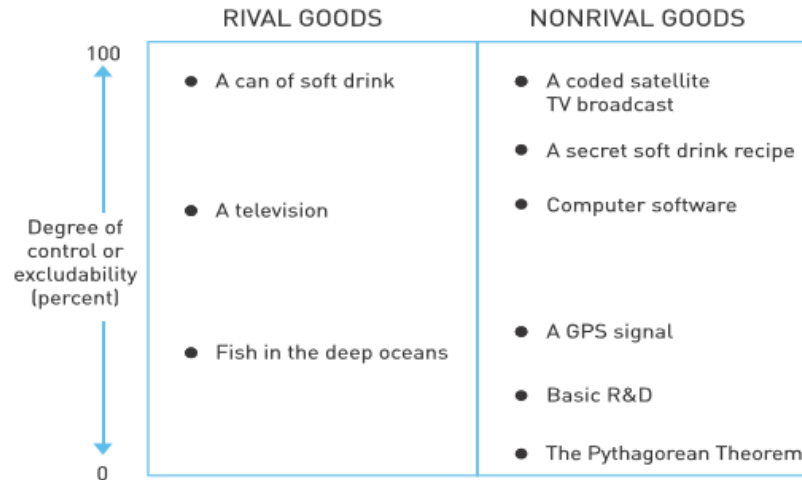 RIVAL GOODS
NONRIVAL GOODS
100
Degree of
control or
excludability
(percent)
0
● A can of soft drink
● A television
● Fish in the deep oceans
● A coded satellite
TV broadcast
● A secret soft drink recipe
● Computer software
● A GPS signal
● Basic R&D
● The Pythagorean Theorem